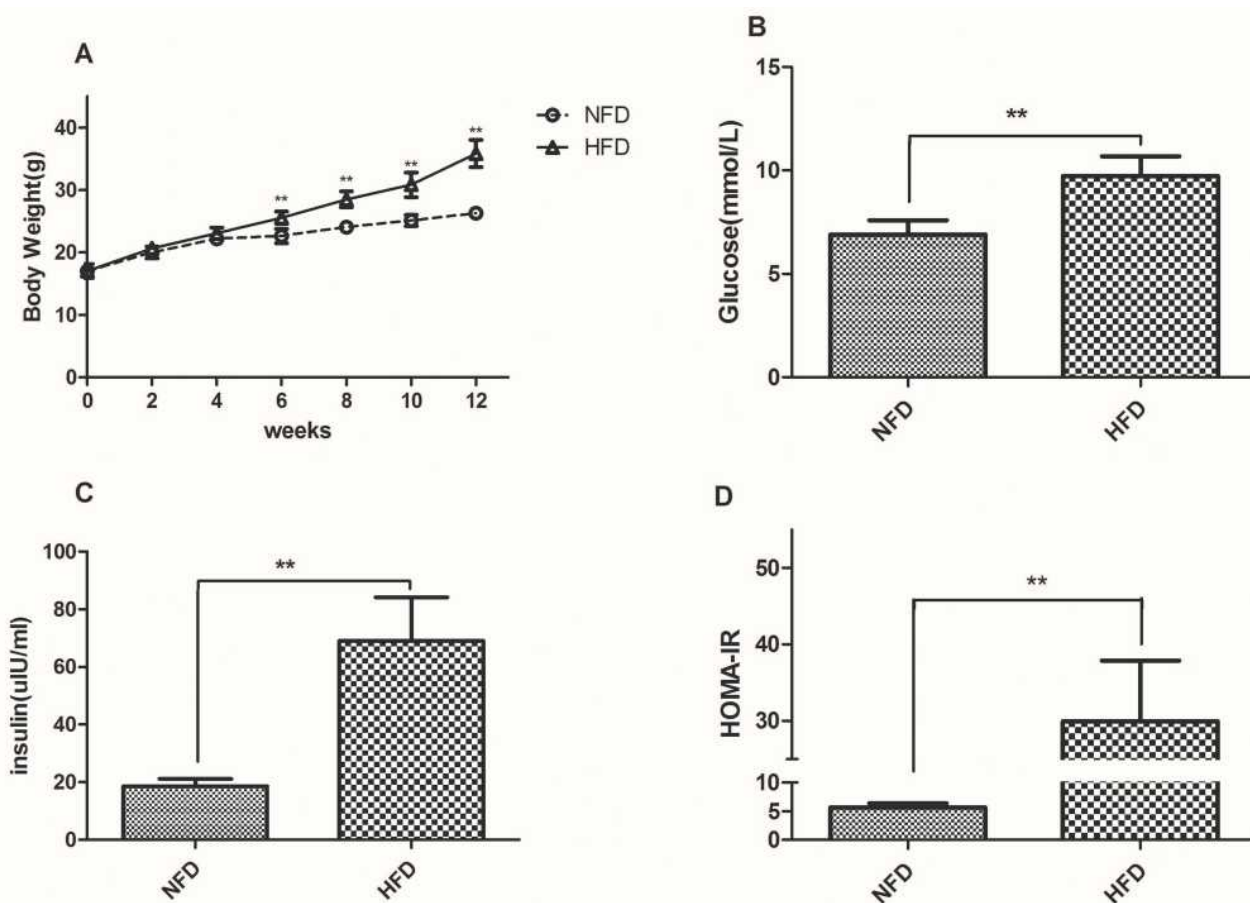 A
Body Weight(g)
40
30
20
10
0
0 2 4 6 8 10 12
weeks
** ** ** **
NFD
HFD
B
Glucose(mmol/L)
15
10
5
0
**
NFD HFD
C
insulin(uIU/ml)
100
80
60
40
20
0
**
NFD HFD
D
HOMA-IR
50
40
30
10
5
0
**
NFD HFD